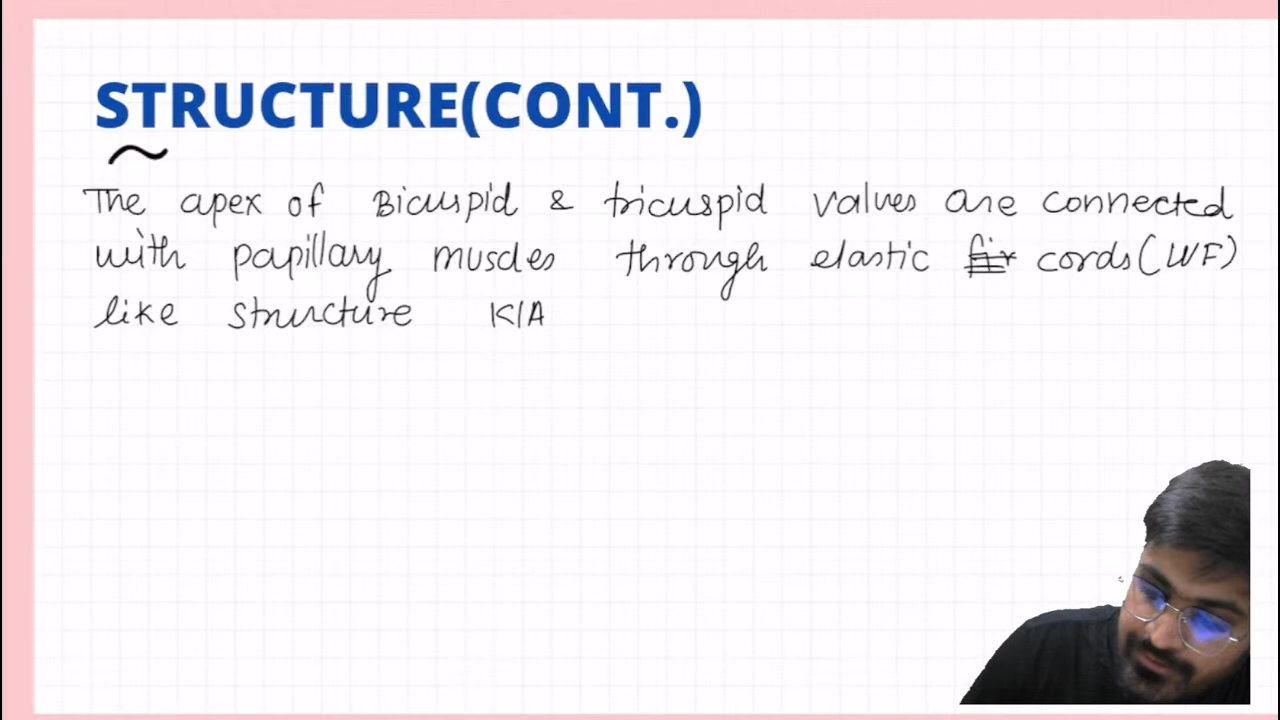 STRUCTURE(CONT.)
The apex of Bicuspid & tricuspid valves are connected
with papillary muscles through elastic cords (WF)
like structure K/A